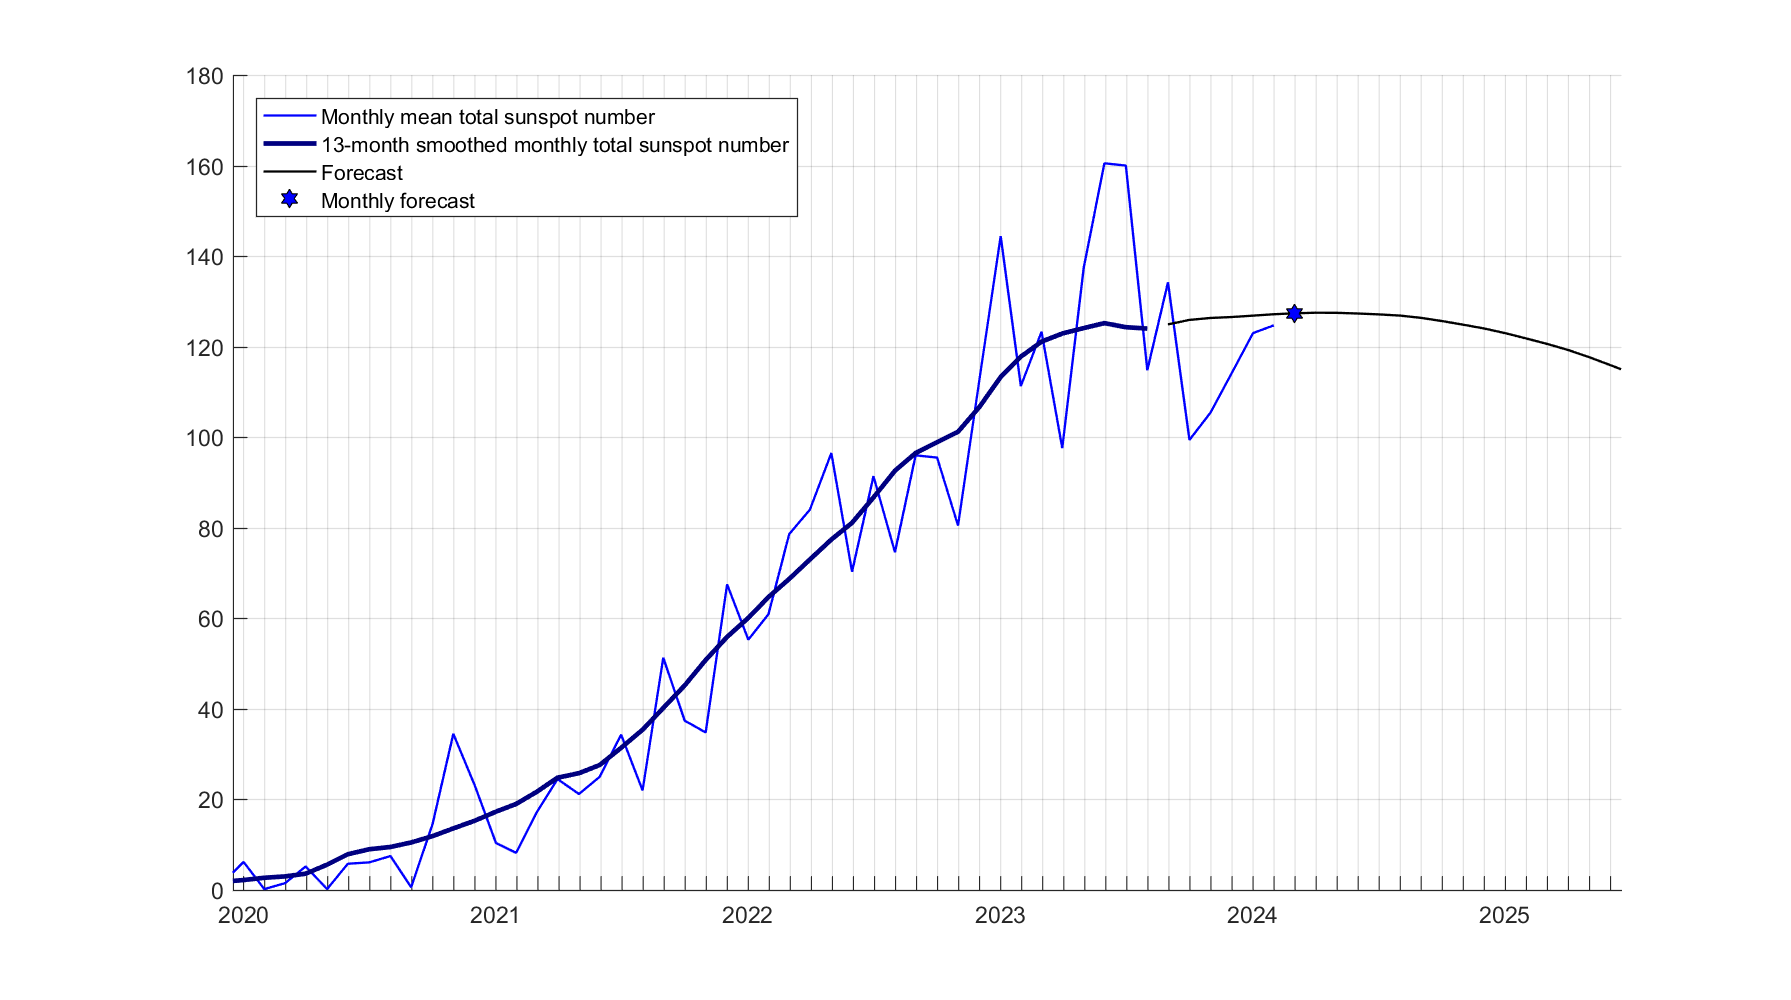 180
160
140
120
100
80
60
40
20
0
Monthly mean total sunspot number
13-month smoothed monthly total sunspot number
Forecast
Monthly forecast
2020 2021 2022 2023 2024 2025